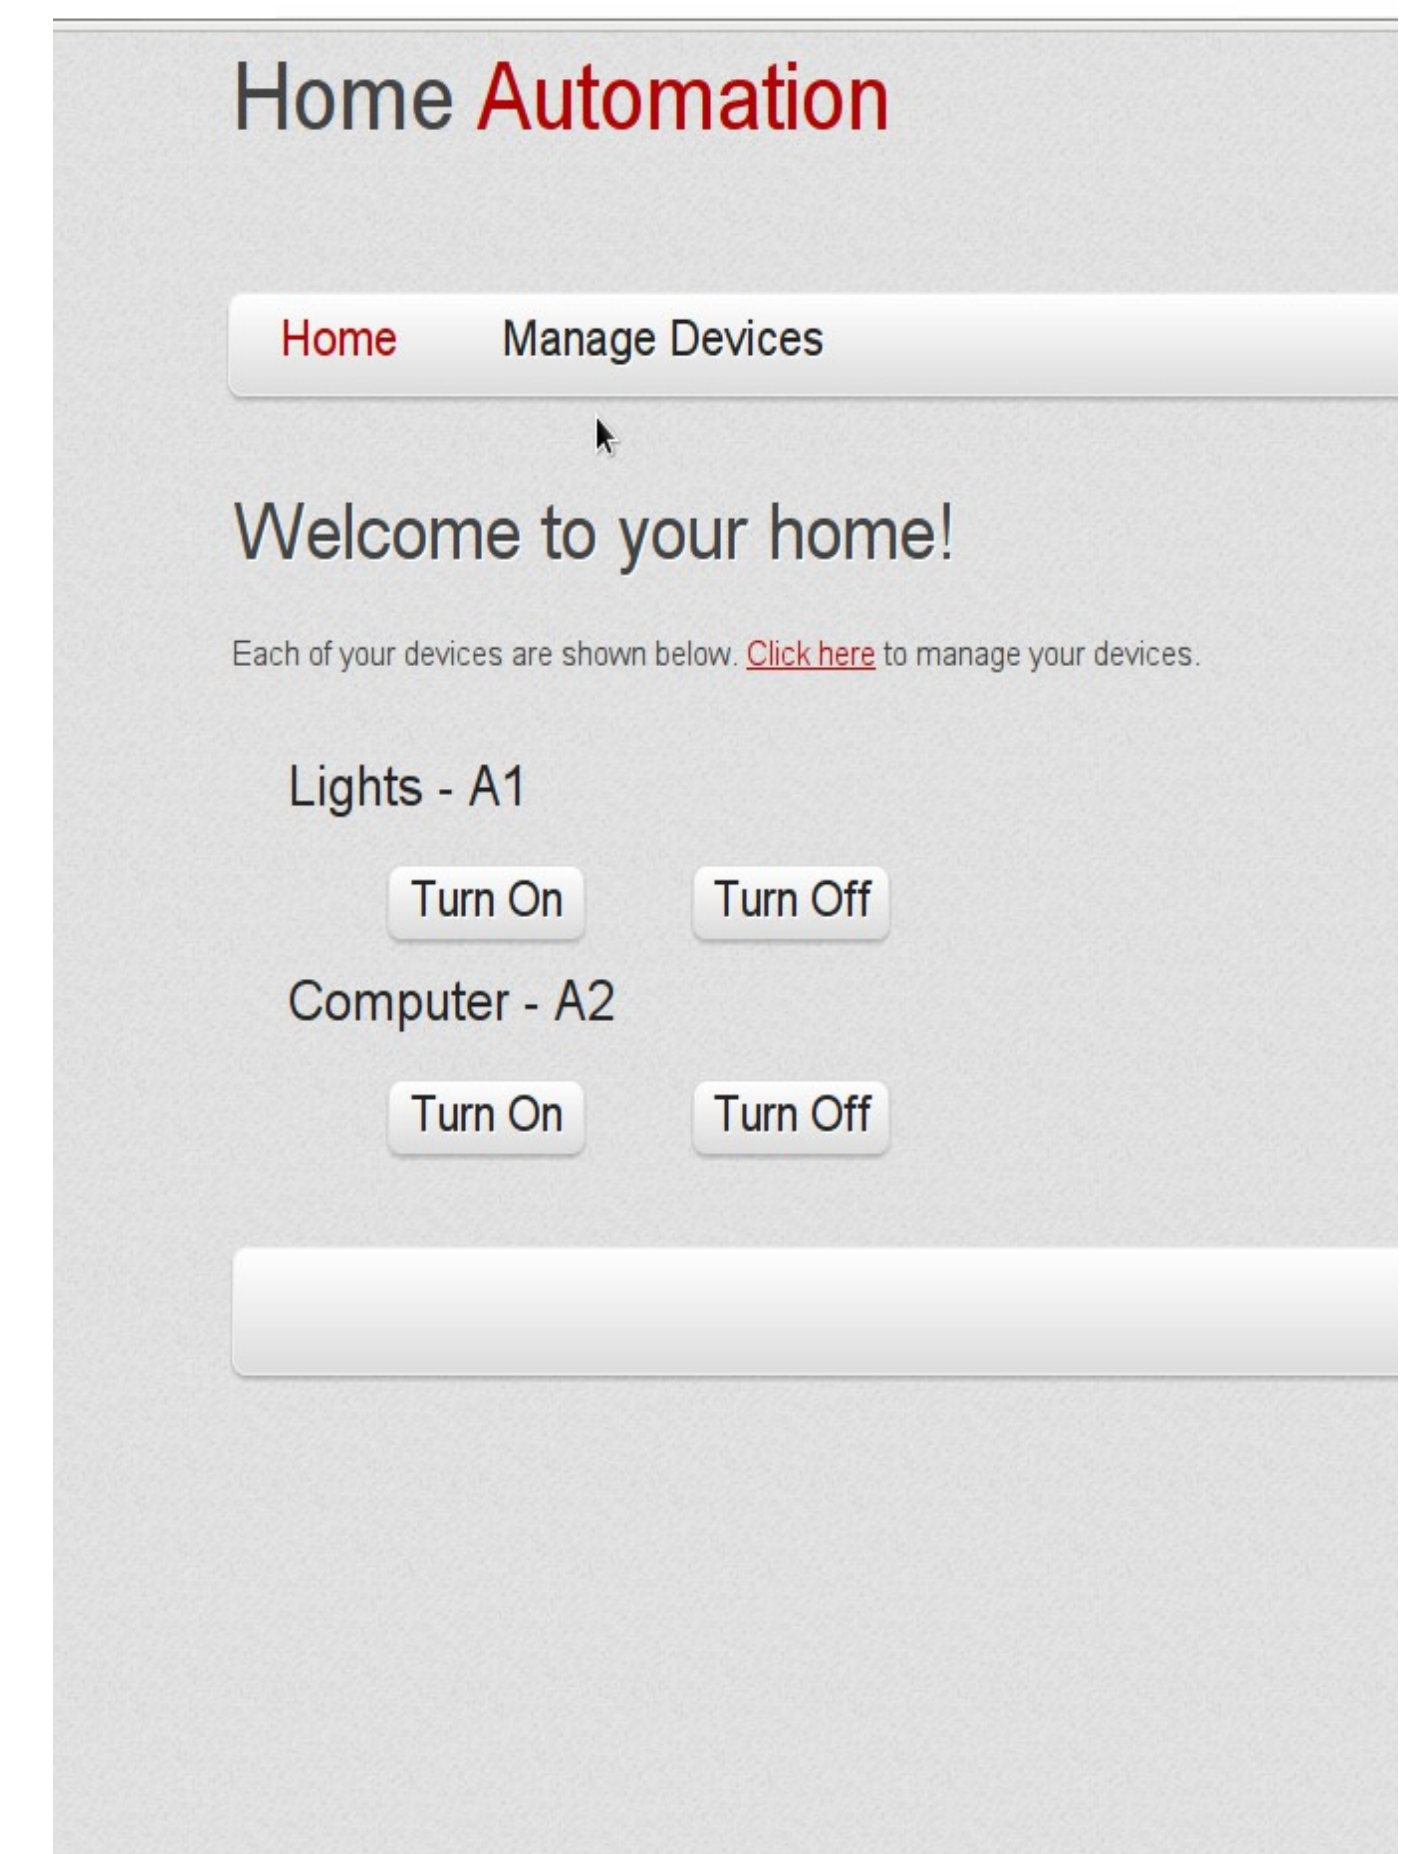 Home Automation
Home Manage Devices
Welcome to your home!
Each of your devices are shown below. Click here to manage your devices.
Lights - A1
Turn On Turn Off
Computer - A2
Turn On Turn Off